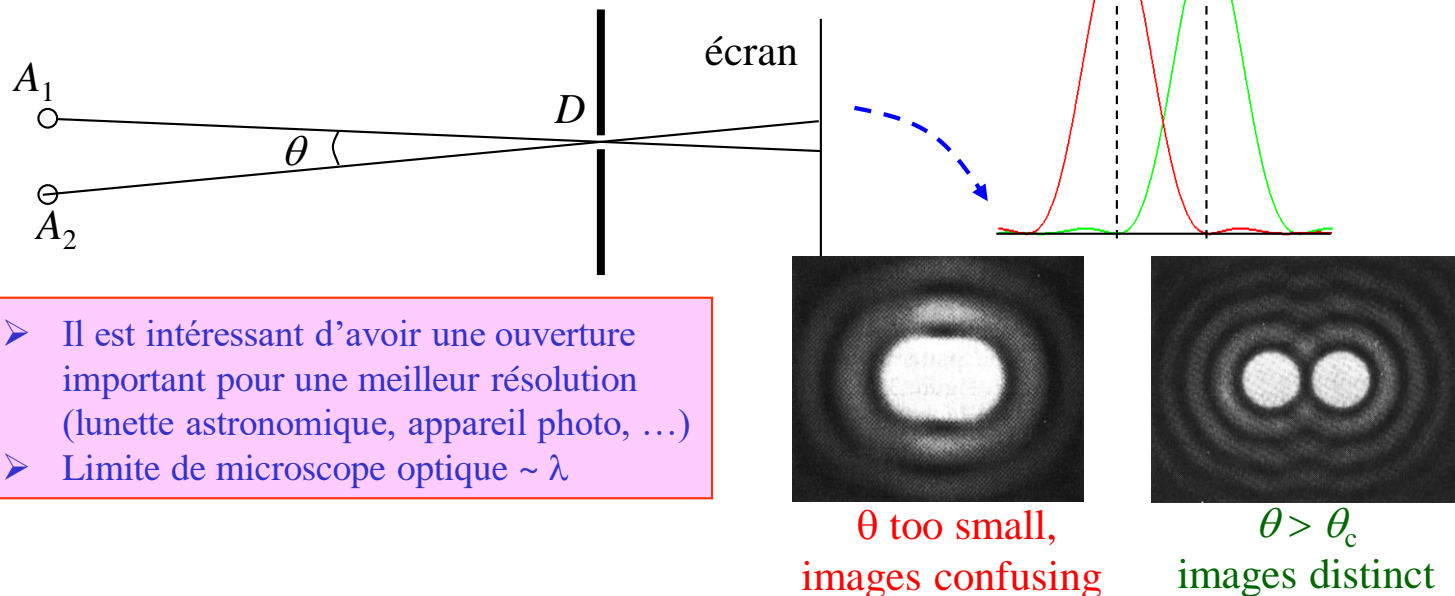 écran
A1
D
θ
A2
➢ Il est intéressant d'avoir une ouverture
important pour une meilleur résolution
(lunette astronomique, appareil photo, …)
➢ Limite de microscope optique ~ λ
θ too small,
images confusing
θ > θc
images distinct